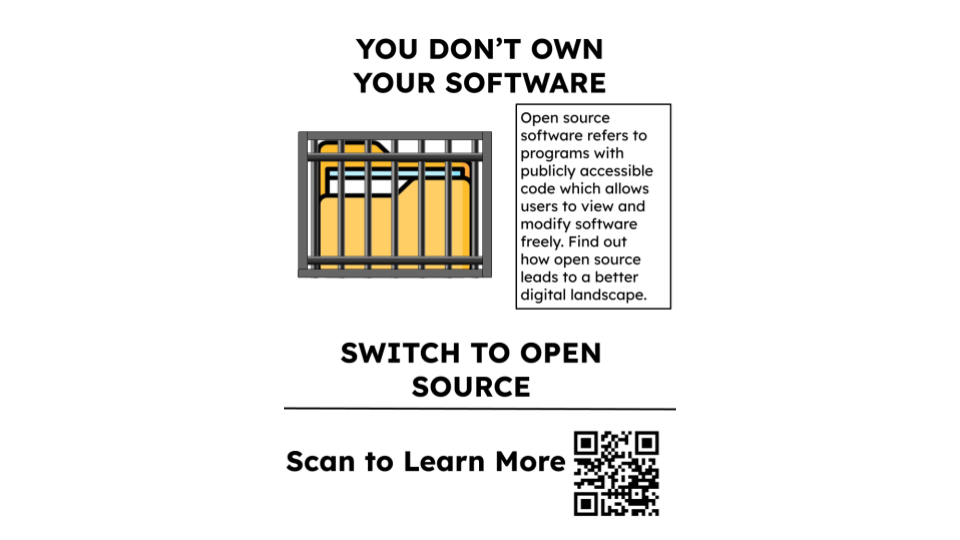 YOU DON’T OWN
YOUR SOFTWARE
Open source
software refers to
programs with
publicly accessible
code which allows
users to view and
modify software
freely. Find out
how open source
leads to a better
digital landscape.
SWITCH TO OPEN
SOURCE
Scan to Learn More